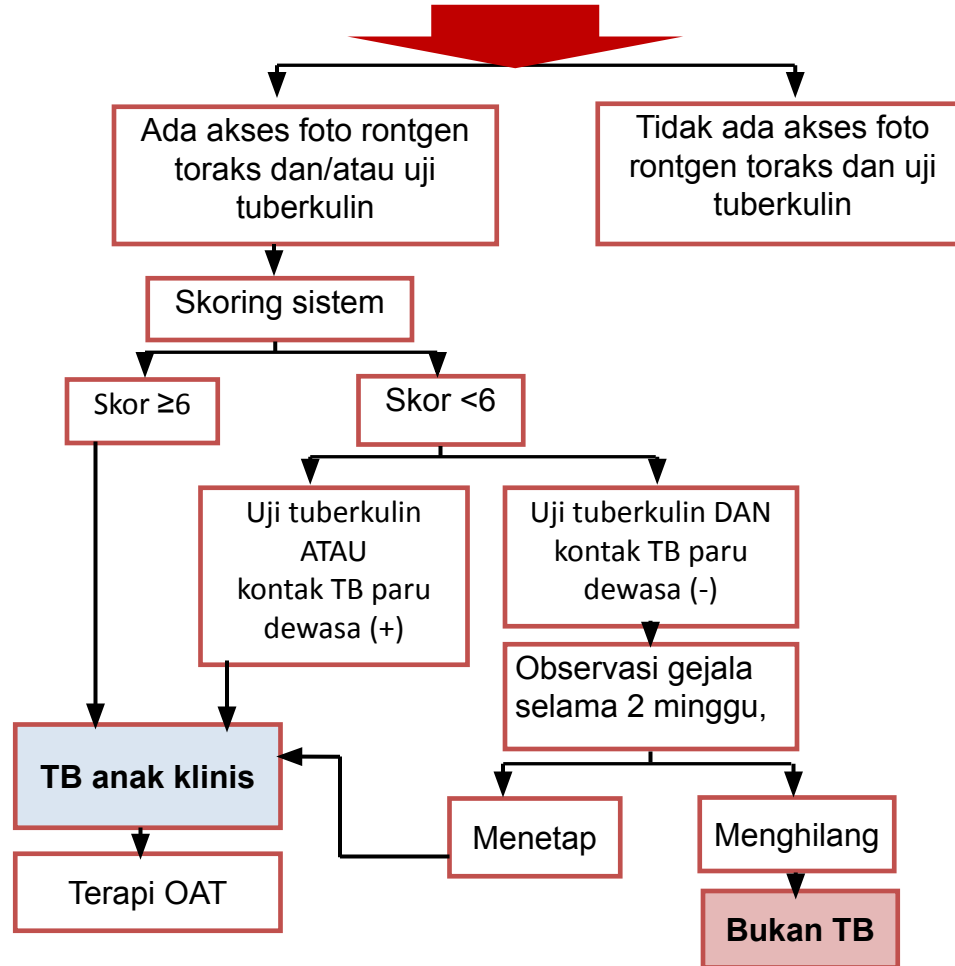 Ada akses foto rontgen
toraks dan/atau uji
tuberkulin
Tidak ada akses foto
rontgen toraks dan uji
tuberkulin
Skoring sistem
Skor ≥6
Skor <6
Uji tuberkulin
ATAU
kontak TB paru
dewasa (+)
Uji tuberkulin DAN
kontak TB paru
dewasa (-)
Observasi gejala
selama 2 minggu,
TB anak klinis
Menetap
Menghilang
Terapi OAT
Bukan TB